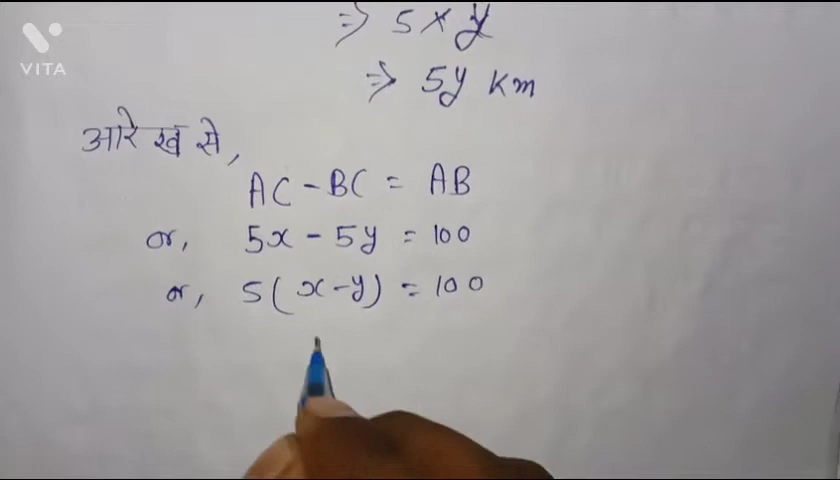 VITA
⇒ 5 × y
⇒ 5y Km
आरेख से,
AC - BC = AB
or, 5x - 5y = 100
or, 5(x-y) = 100